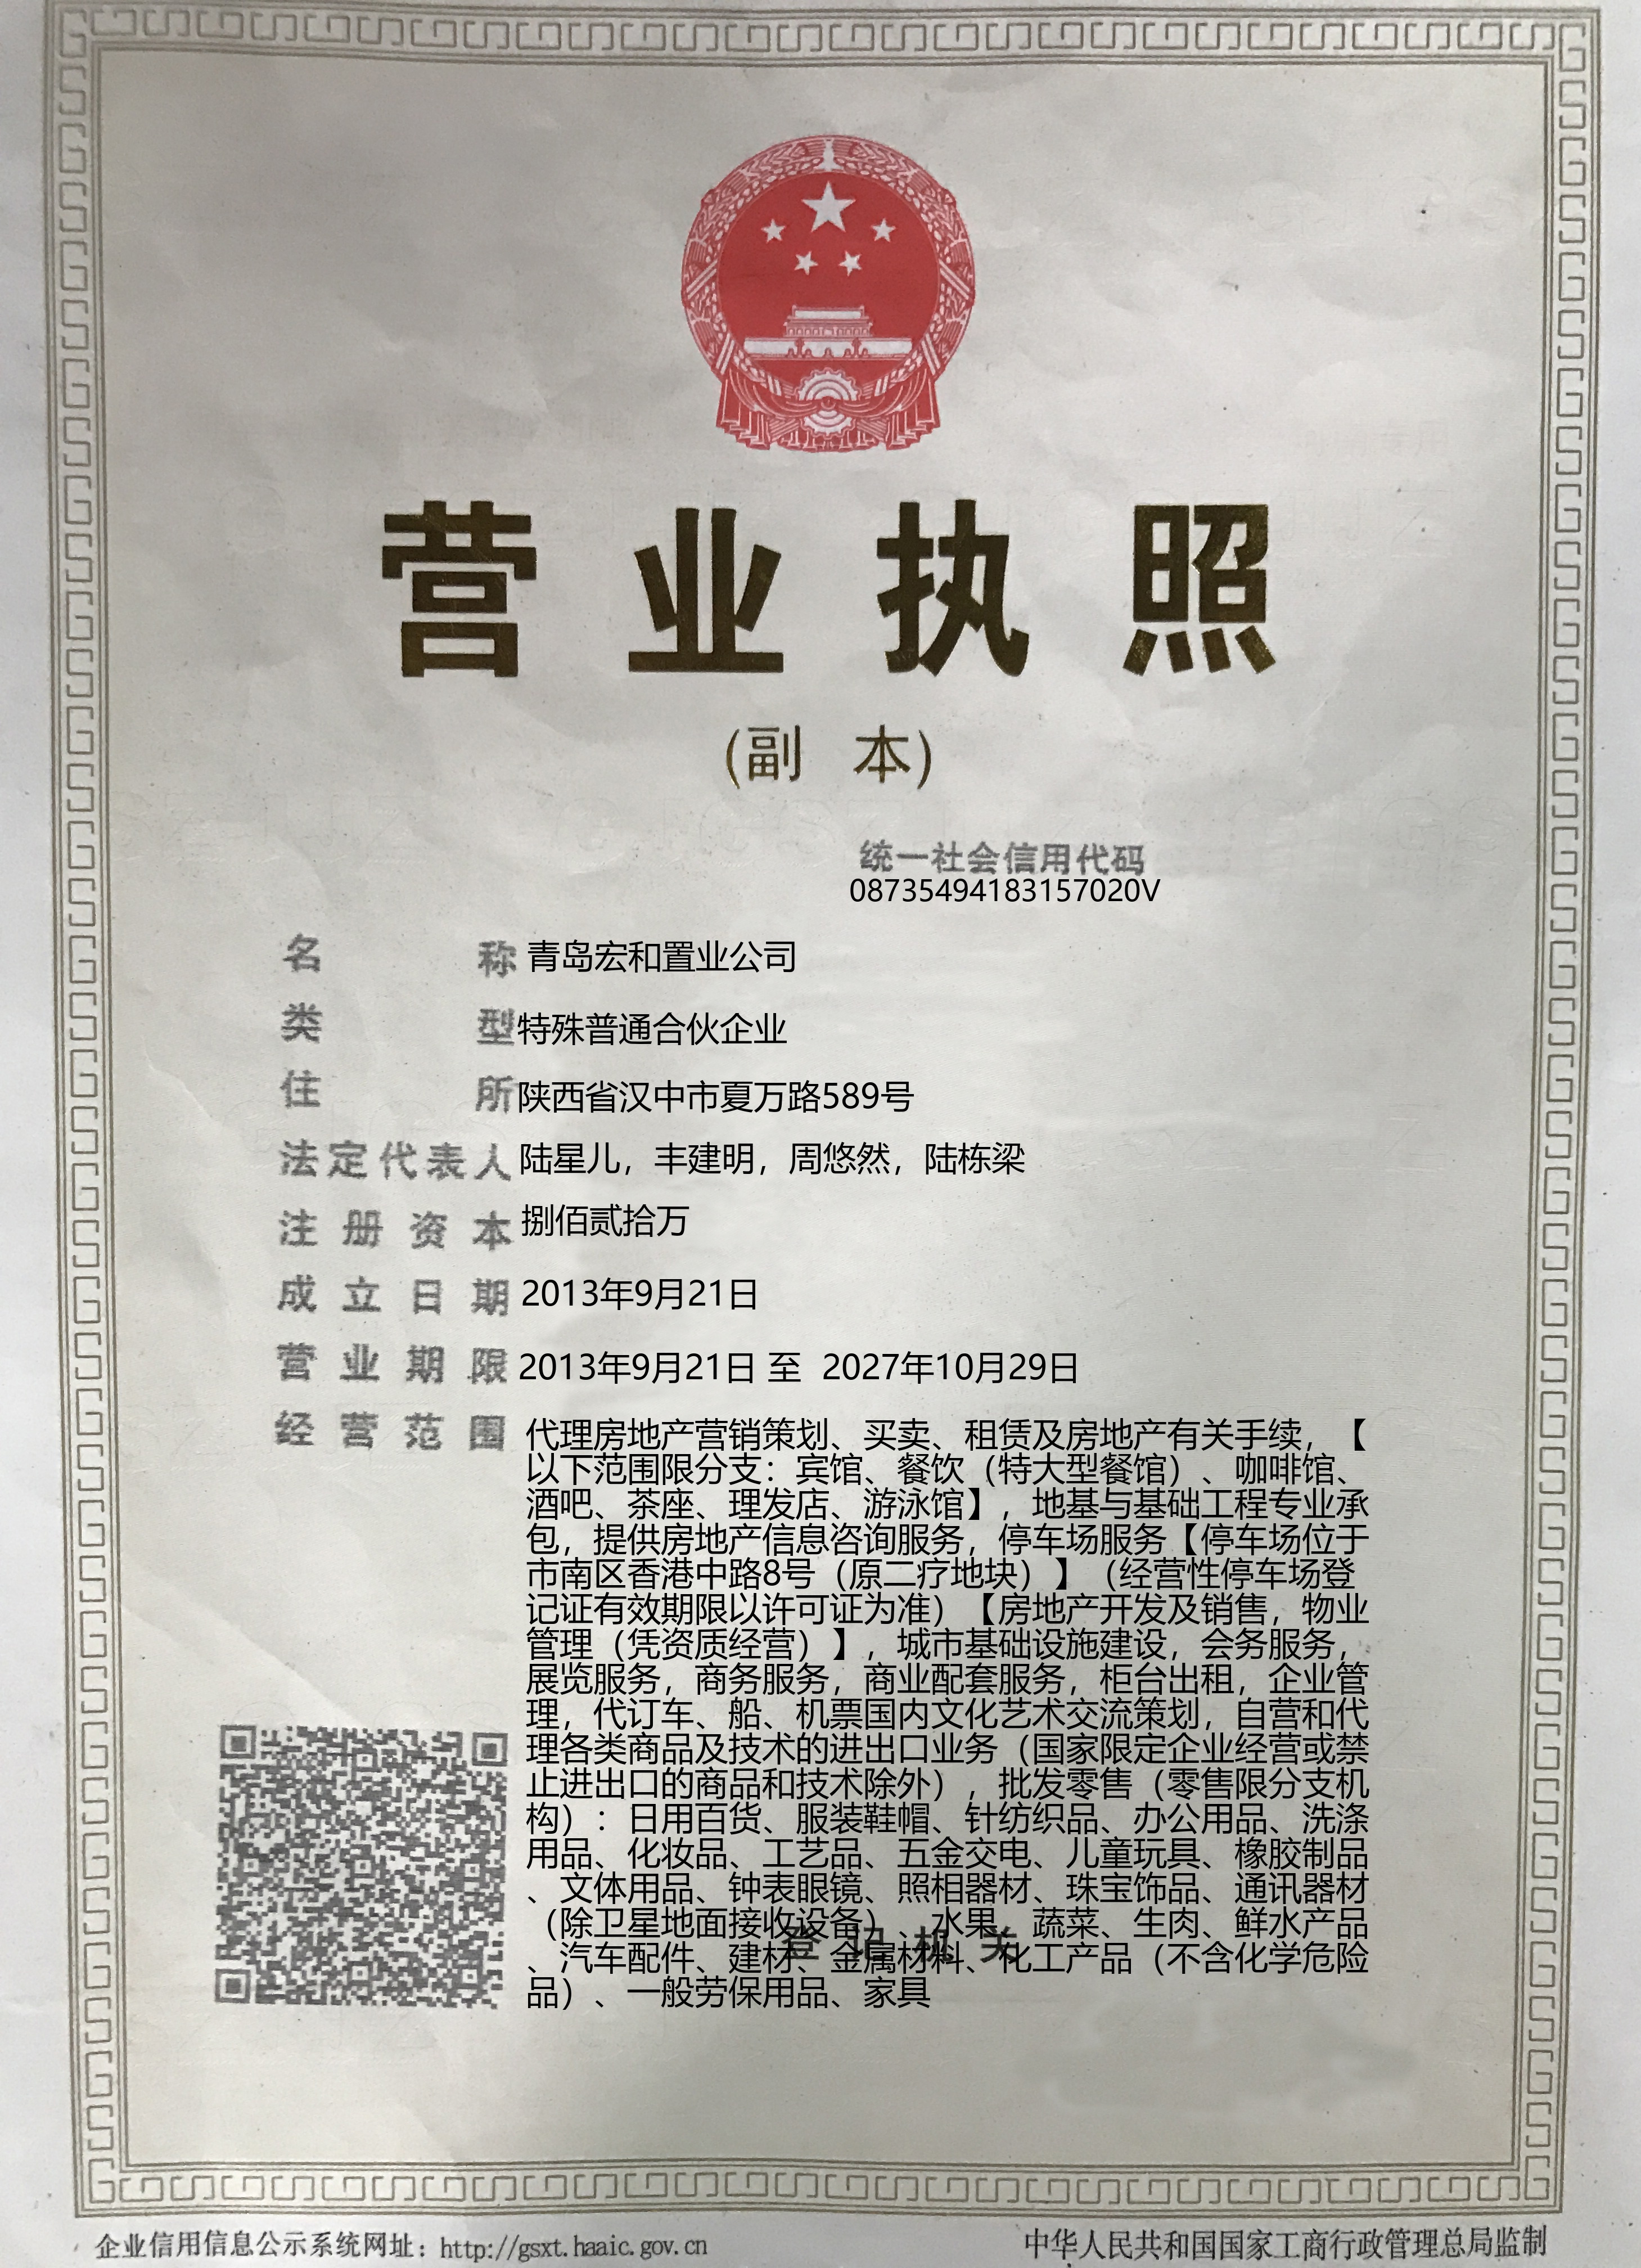 营业执照
(副 本)
统一社会信用代码
08735494183157020V
名 称 青岛宏和置业公司
类 型 特殊普通合伙企业
住 所 陕西省汉中市夏万路589号
法定代表人 陆星儿，丰建明，周悠然，陆栋梁
注册资本 捌佰贰拾万
成立日期 2013年9月21日
营业期限 2013年9月21日 至 2027年10月29日
经营范围 代理房地产营销策划、买卖、租赁及房地产有关手续，【
以下范围限分支：宾馆、餐饮（特大型餐馆）、咖啡馆、
酒吧、茶座、理发店、游泳馆】，地基与基础工程专业承
包，提供房地产信息咨询服务，停车场服务【停车场位于
市南区香港中路8号（原二疗地块）】（经营性停车场登
记证有效期限以许可证为准）【房地产开发及销售，物业
管理（凭资质经营）】，城市基础设施建设，会务服务，
展览服务，商务服务，商业配套服务，柜台出租，企业管
理，代订车、船、机票国内文化艺术交流策划，自营和代
理各类商品及技术的进出口业务（国家限定企业经营或禁
止进出口的商品和技术除外），批发零售（零售限分支机
构）：日用百货、服装鞋帽、针纺织品、办公用品、洗涤
用品、化妆品、工艺品、五金交电、儿童玩具、橡胶制品
、文体用品、钟表眼镜、照相器材、珠宝饰品、通讯器材
（除卫星地面接收设备）、水果、蔬菜、生肉、鲜水产品
、汽车配件、建材、金属材料、化工产品（不含化学危险
品）、一般劳保用品、家具
登记机关
企业信用信息公示系统网址：http://gsxt.haaic.gov.cn
中华人民共和国国家工商行政管理总局监制